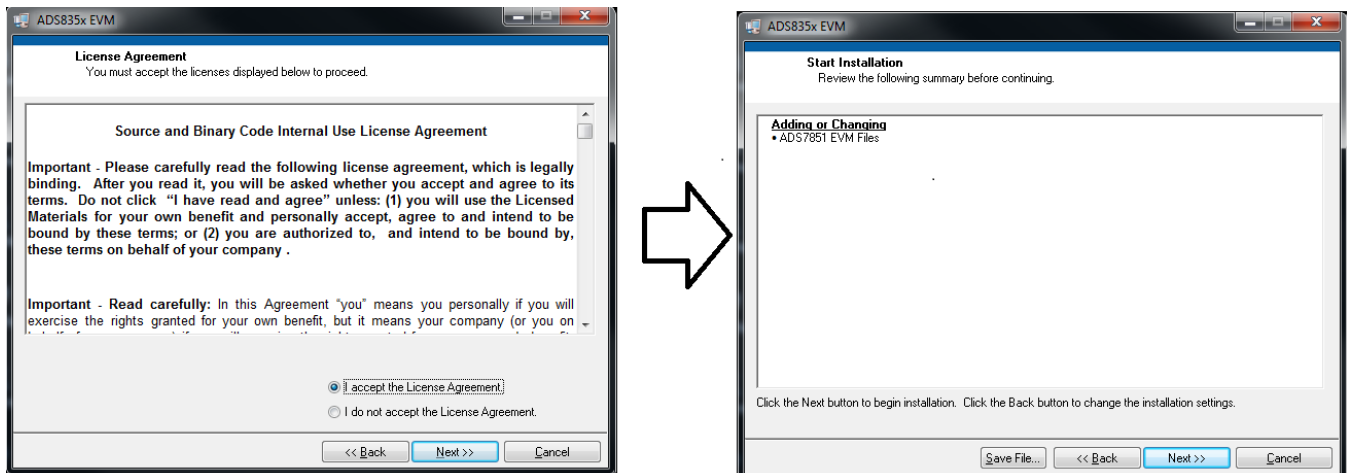 ADS835x EVM
License Agreement
You must accept the licenses displayed below to proceed.
Source and Binary Code Internal Use License Agreement
Important - Please carefully read the following license agreement, which is legally
binding. After you read it, you will be asked whether you accept and agree to its
terms. Do not click “I have read and agree” unless: (1) you will use the Licensed
Materials for your own benefit and personally accept, agree to and intend to be
bound by these terms; or (2) you are authorized to, and intend to be bound by,
these terms on behalf of your company .
Important - Read carefully: In this Agreement “you” means you personally if you will
exercise the rights granted for your own benefit, but it means your company (or you on
I accept the License Agreement.
I do not accept the License Agreement.
<< Back
Next >>
Cancel
ADS835x EVM
Start Installation
Review the following summary before continuing.
Adding or Changing
• ADS7851 EVM Files
Click the Next button to begin installation. Click the Back button to change the installation settings.
Save File...
<< Back
Next >>
Cancel